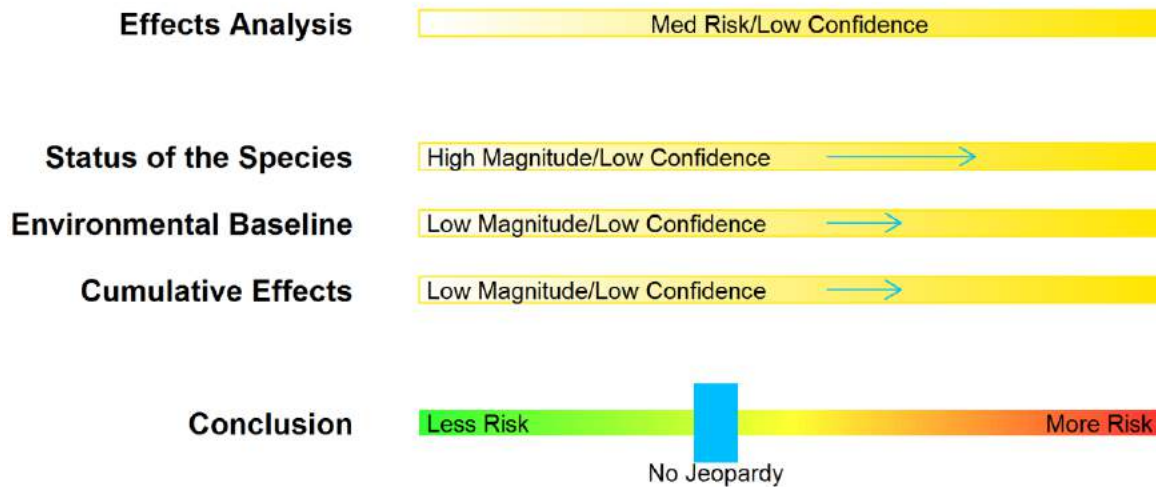 Effects Analysis Med Risk/Low Confidence
Status of the Species High Magnitude/Low Confidence
Environmental Baseline Low Magnitude/Low Confidence
Cumulative Effects Low Magnitude/Low Confidence
Conclusion Less Risk More Risk
No Jeopardy